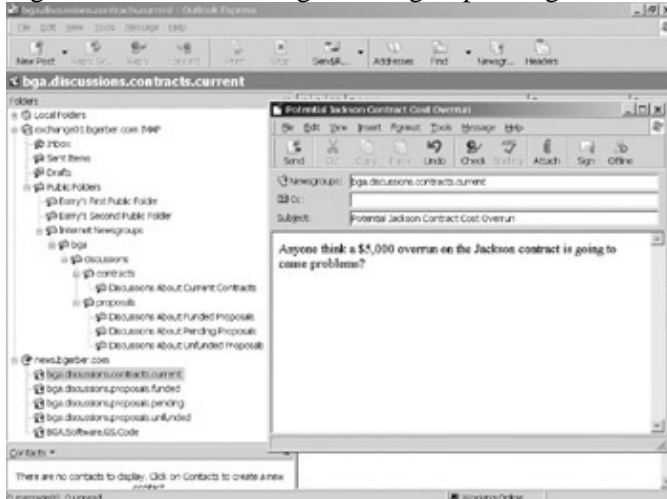 bga.discussions.contracts.current - Outlook Express
File Edit View Tools Message Help
New Post Reply Gr... Reply Forward Print Stop Send/R... Addresses Find Newsgr... Headers
bga.discussions.contracts.current
Folders
Local Folders
exchange01.bgerber.com IMAP
Inbox
Sent Items
Drafts
Public Folders
Barry's First Public Folder
Barry's Second Public Folder
Internet Newsgroups
bga
discussions
contracts
Discussions About Current Contracts
proposals
Discussions About Funded Proposals
Discussions About Pending Proposals
Discussions About Unfunded Proposals
news.bgerber.com
bga.discussions.contracts.current
bga.discussions.proposals.funded
bga.discussions.proposals.pending
bga.discussions.proposals.unfunded
BGA.Software.GS.Code
Contacts
There are no contacts to display. Click on Contacts to create a new
contact.
0 message(s), 0 unread
Working Online
Potential Jackson Contract Cost Overrun
File Edit View Insert Format Tools Message Help
Send Cut Copy Paste Undo Check Spelling Attach Sign Offline
Newsgroups: bga.discussions.contracts.current
Cc:
Subject: Potential Jackson Contract Cost Overrun
Anyone think a $5,000 overrun on the Jackson contract is going to
cause problems?